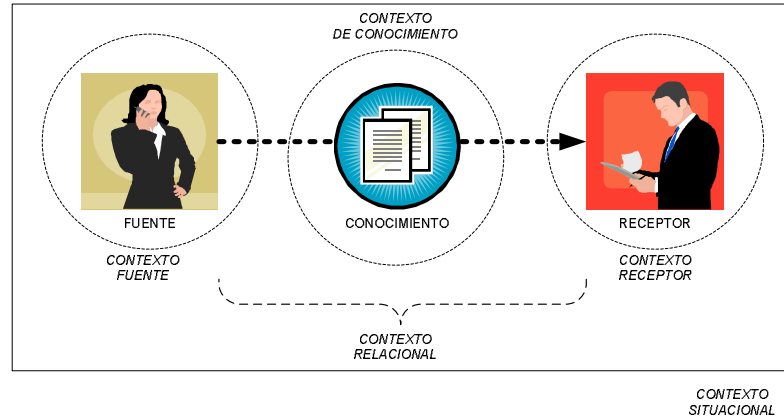 CONTEXTO
DE CONOCIMIENTO
FUENTE
CONOCIMIENTO
RECEPTOR
CONTEXTO
FUENTE
CONTEXTO
RECEPTOR
CONTEXTO
RELACIONAL
CONTEXTO
SITUACIONAL